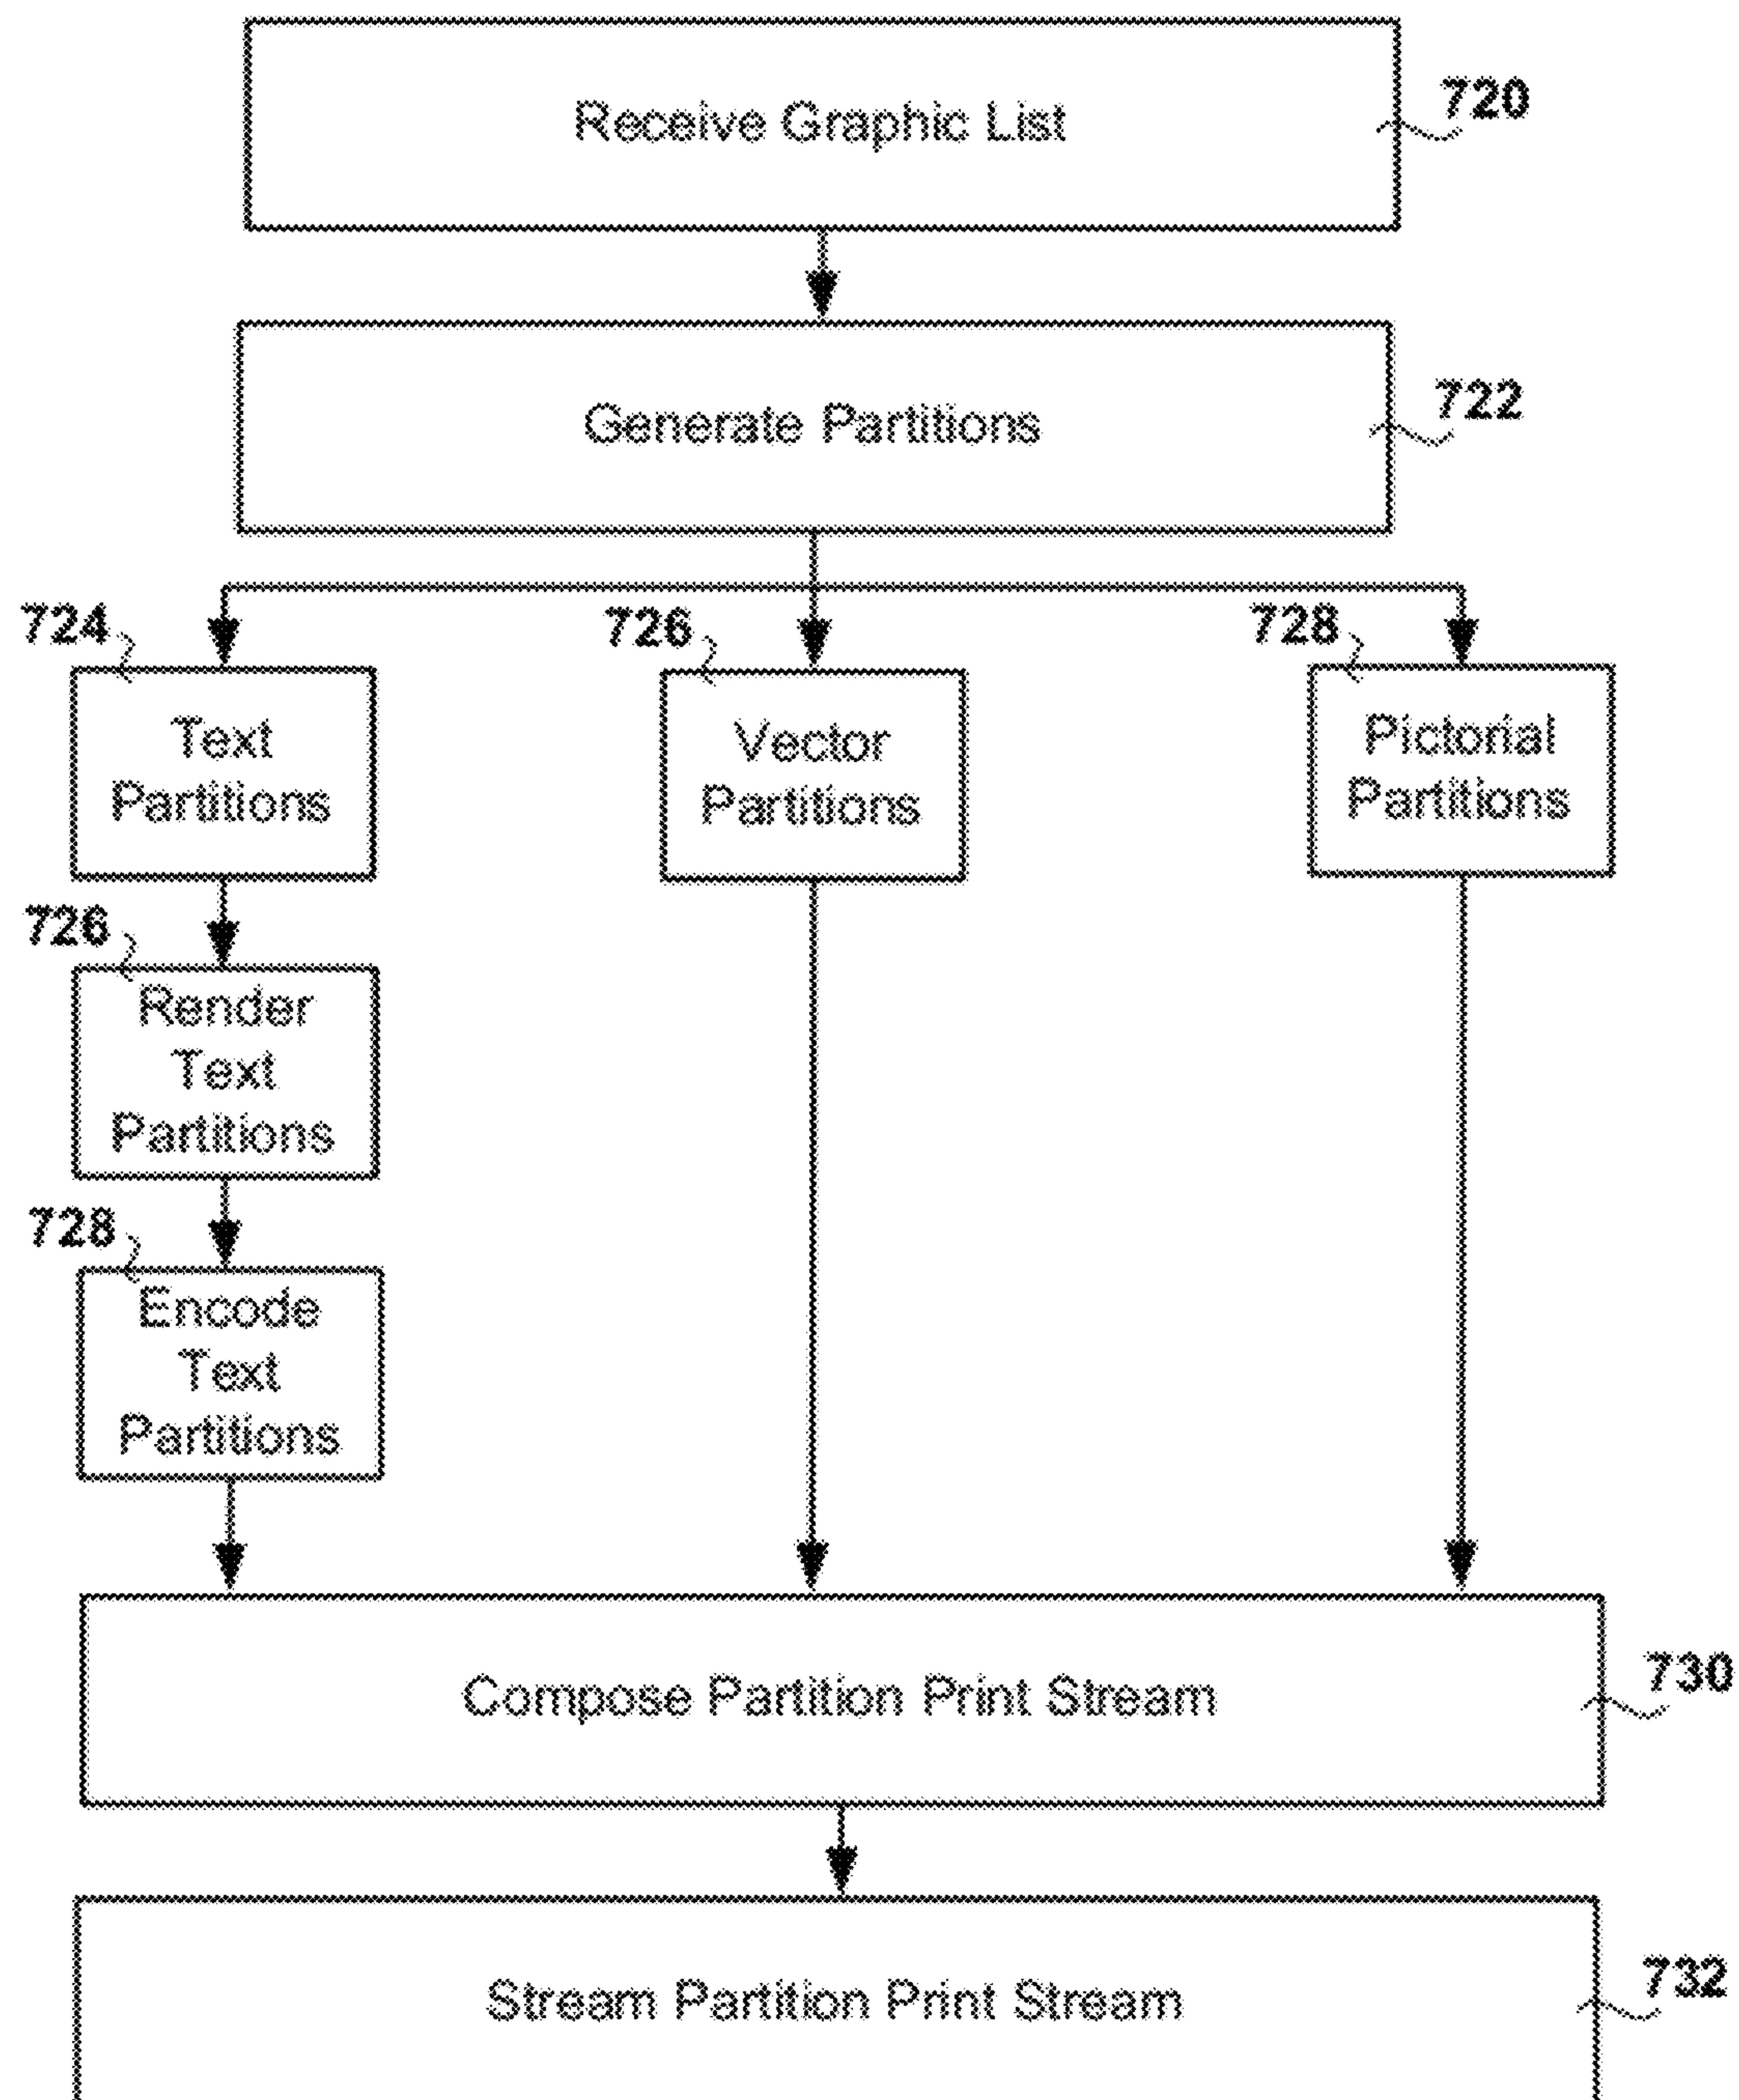 Receive Graphic List
720
Generate Partitions
722
724
726
728
Text
Partitions
Vector
Partitions
Pictorial
Partitions
726
Render
Text
Partitions
728
Encode
Text
Partitions
Compose Partition Print Stream
730
Stream Partition Print Stream
732